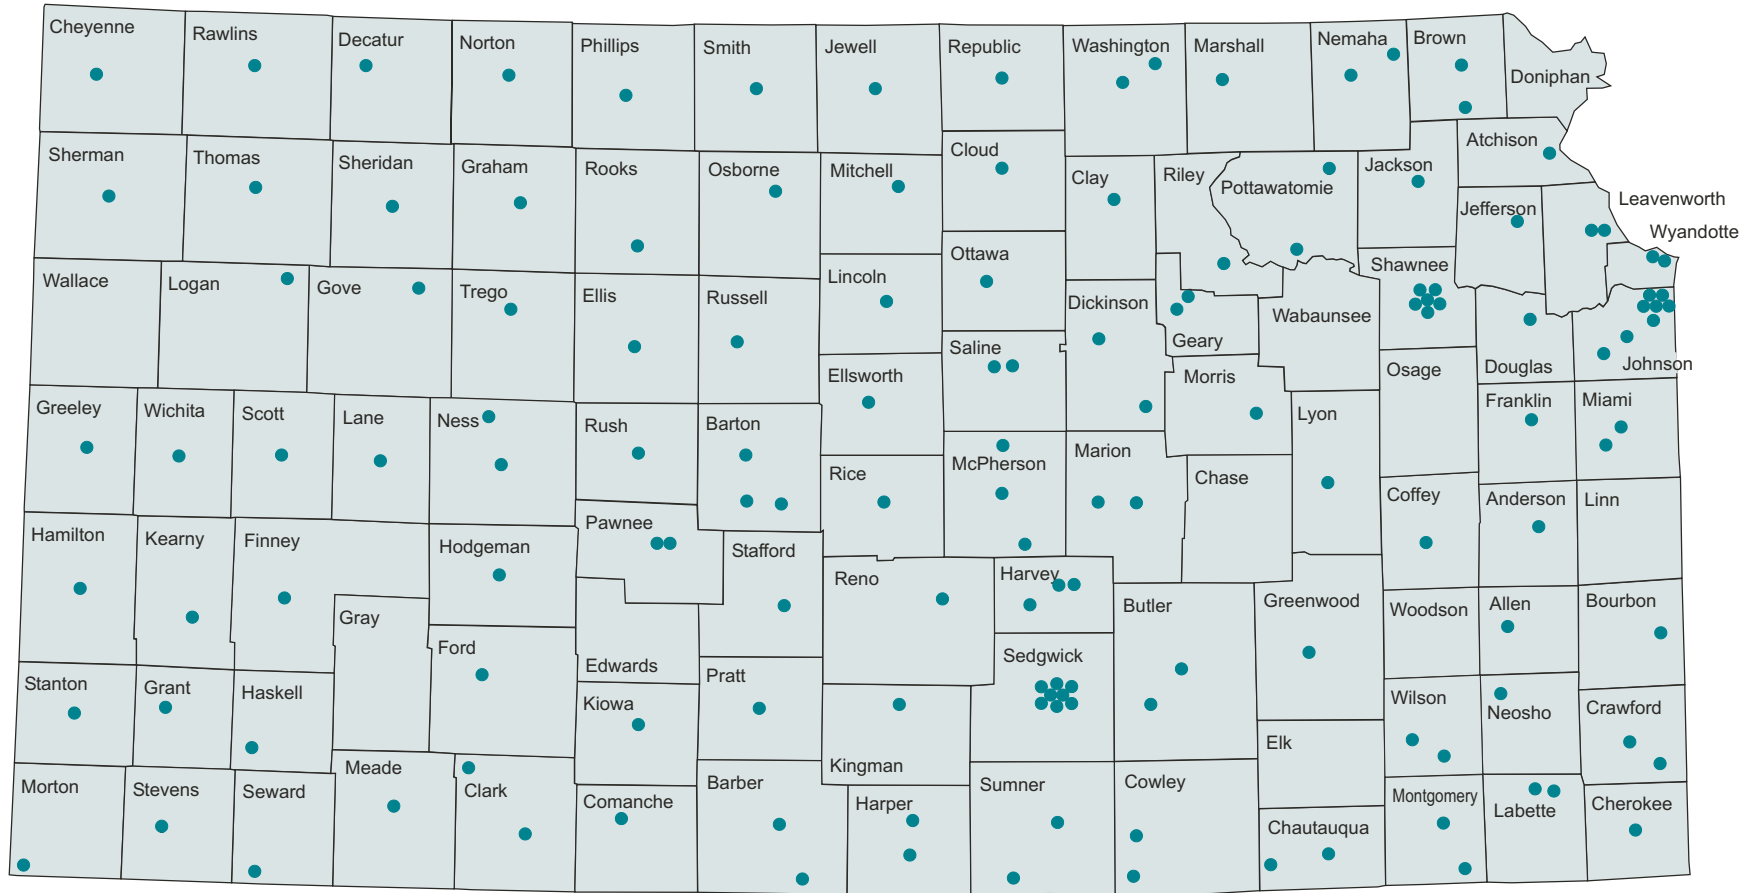 Cheyenne
Rawlins
Decatur
Norton
Phillips
Smith
Jewell
Republic
Washington
Marshall
Nemaha
Brown
Doniphan
Sherman
Thomas
Sheridan
Graham
Rooks
Osborne
Mitchell
Cloud
Clay
Riley
Pottawatomie
Jackson
Atchison
Jefferson
Leavenworth
Wyandotte
Wallace
Logan
Gove
Trego
Ellis
Russell
Lincoln
Ottawa
Dickinson
Geary
Wabaunsee
Shawnee
Douglas
Johnson
Saline
Ellsworth
Morris
Osage
Greeley
Wichita
Scott
Lane
Ness
Rush
Barton
Rice
McPherson
Marion
Chase
Lyon
Franklin
Miami
Coffey
Anderson
Linn
Hamilton
Kearny
Finney
Hodgeman
Pawnee
Stafford
Reno
Harvey
Butler
Greenwood
Woodson
Allen
Bourbon
Gray
Ford
Edwards
Pratt
Sedgwick
Stanton
Grant
Haskell
Kiowa
Kingman
Elk
Wilson
Neosho
Crawford
Morton
Stevens
Seward
Meade
Clark
Comanche
Barber
Harper
Sumner
Cowley
Chautauqua
Montgomery
Labette
Cherokee